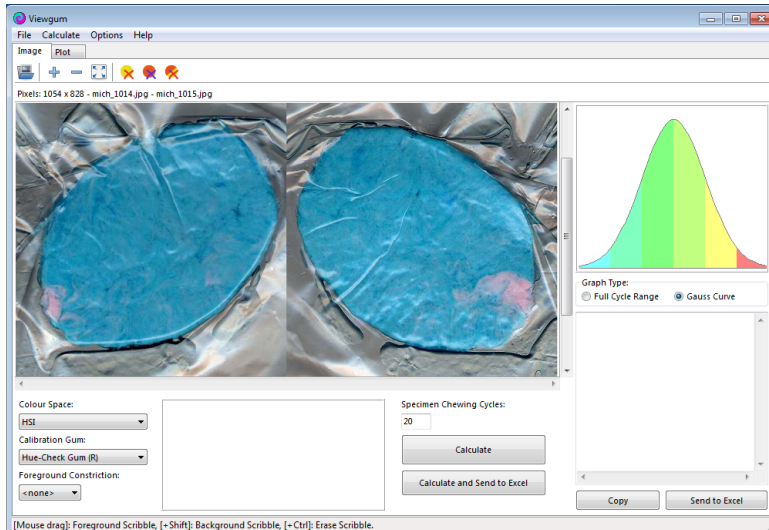 Viewgum
File Calculate Options Help
Image Plot
Pixels: 1054 x 828 - mich_1014.jpg - mich_1015.jpg
Graph Type:
Full Cycle Range Gauss Curve
Colour Space:
HSI
Calibration Gum:
Hue-Check Gum (R)
Foreground Constriction:
<none>
Specimen Chewing Cycles:
20
Calculate
Calculate and Send to Excel
Copy Send to Excel
[Mouse drag]: Foreground Scribble, [+Shift]: Background Scribble, [+Ctrl]: Erase Scribble.